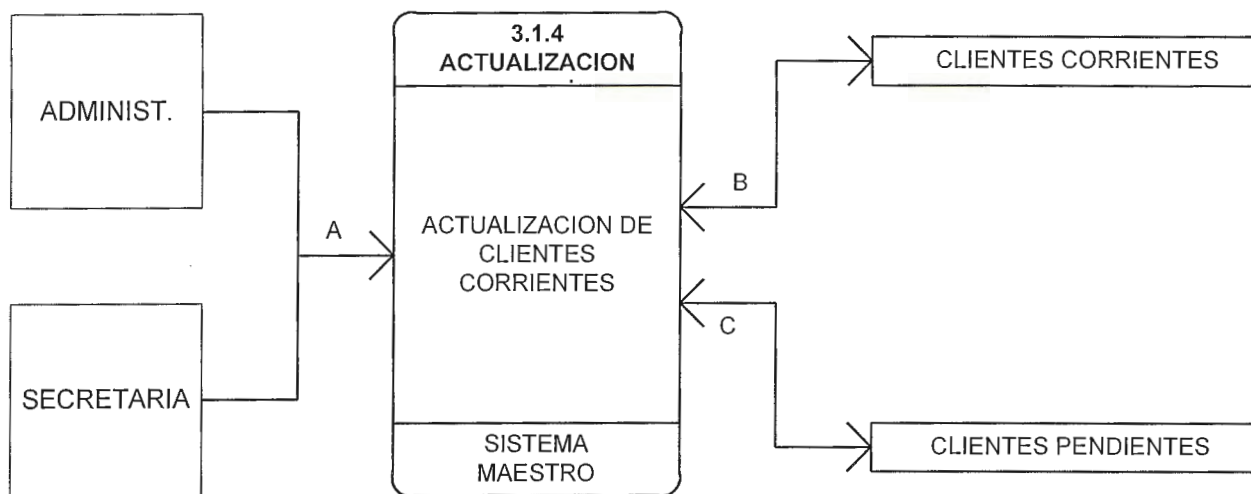 ADMINIST.
SECRETARIA
A
3.1.4
ACTUALIZACION
ACTUALIZACION DE
CLIENTES
CORRIENTES
SISTEMA
MAESTRO
B
C
CLIENTES CORRIENTES
CLIENTES PENDIENTES